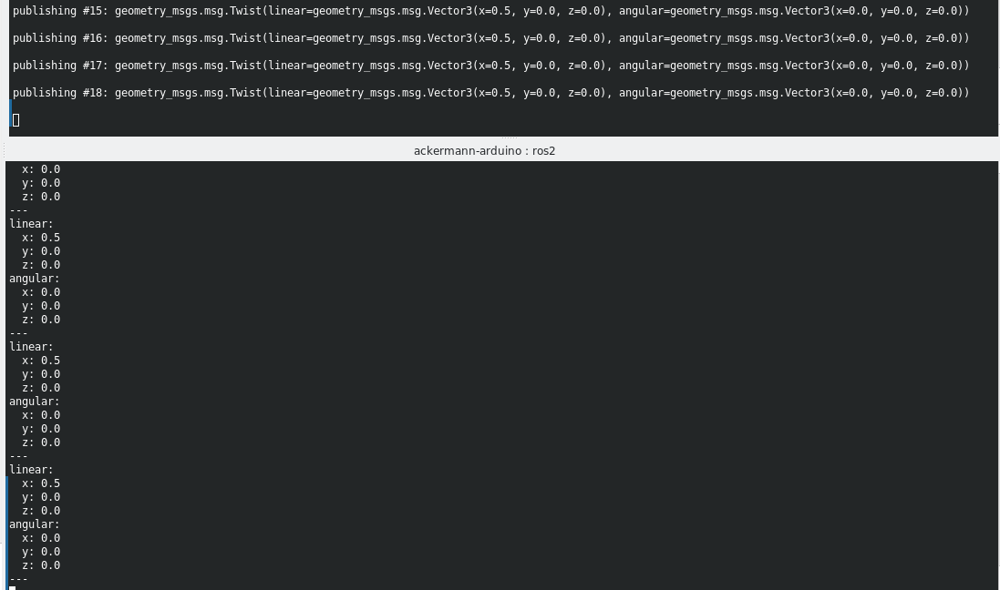 publishing #15: geometry_msgs.msg.Twist(linear=geometry_msgs.msg.Vector3(x=0.5, y=0.0, z=0.0), angular=geometry_msgs.msg.Vector3(x=0.0, y=0.0, z=0.0))
publishing #16: geometry_msgs.msg.Twist(linear=geometry_msgs.msg.Vector3(x=0.5, y=0.0, z=0.0), angular=geometry_msgs.msg.Vector3(x=0.0, y=0.0, z=0.0))
publishing #17: geometry_msgs.msg.Twist(linear=geometry_msgs.msg.Vector3(x=0.5, y=0.0, z=0.0), angular=geometry_msgs.msg.Vector3(x=0.0, y=0.0, z=0.0))
publishing #18: geometry_msgs.msg.Twist(linear=geometry_msgs.msg.Vector3(x=0.5, y=0.0, z=0.0), angular=geometry_msgs.msg.Vector3(x=0.0, y=0.0, z=0.0))
ackermann-arduino : ros2
x: 0.0
y: 0.0
z: 0.0
---
linear:
x: 0.5
y: 0.0
z: 0.0
angular:
x: 0.0
y: 0.0
z: 0.0
---
linear:
x: 0.5
y: 0.0
z: 0.0
angular:
x: 0.0
y: 0.0
z: 0.0
---
linear:
x: 0.5
y: 0.0
z: 0.0
angular:
x: 0.0
y: 0.0
z: 0.0
---